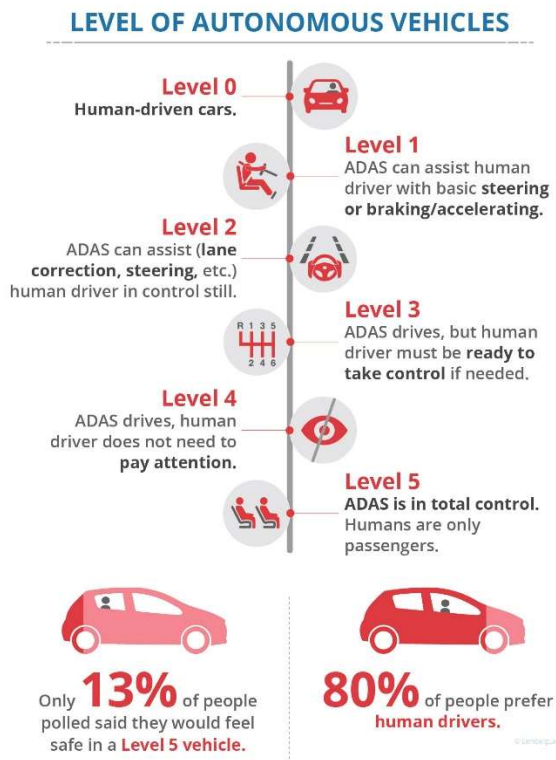 LEVEL OF AUTONOMOUS VEHICLES
Level 0
Human-driven cars.
Level 1
ADAS can assist human
driver with basic steering
or braking/accelerating.
Level 2
ADAS can assist (lane
correction, steering, etc.)
human driver in control still.
Level 3
ADAS drives, but human
driver must be ready to
take control if needed.
R 1 3 5
2 4 6
Level 4
ADAS drives, human
driver does not need to
pay attention.
Level 5
ADAS is in total control.
Humans are only
passengers.
Only 13% of people
polled said they would feel
safe in a Level 5 vehicle.
80% of people prefer
human drivers.